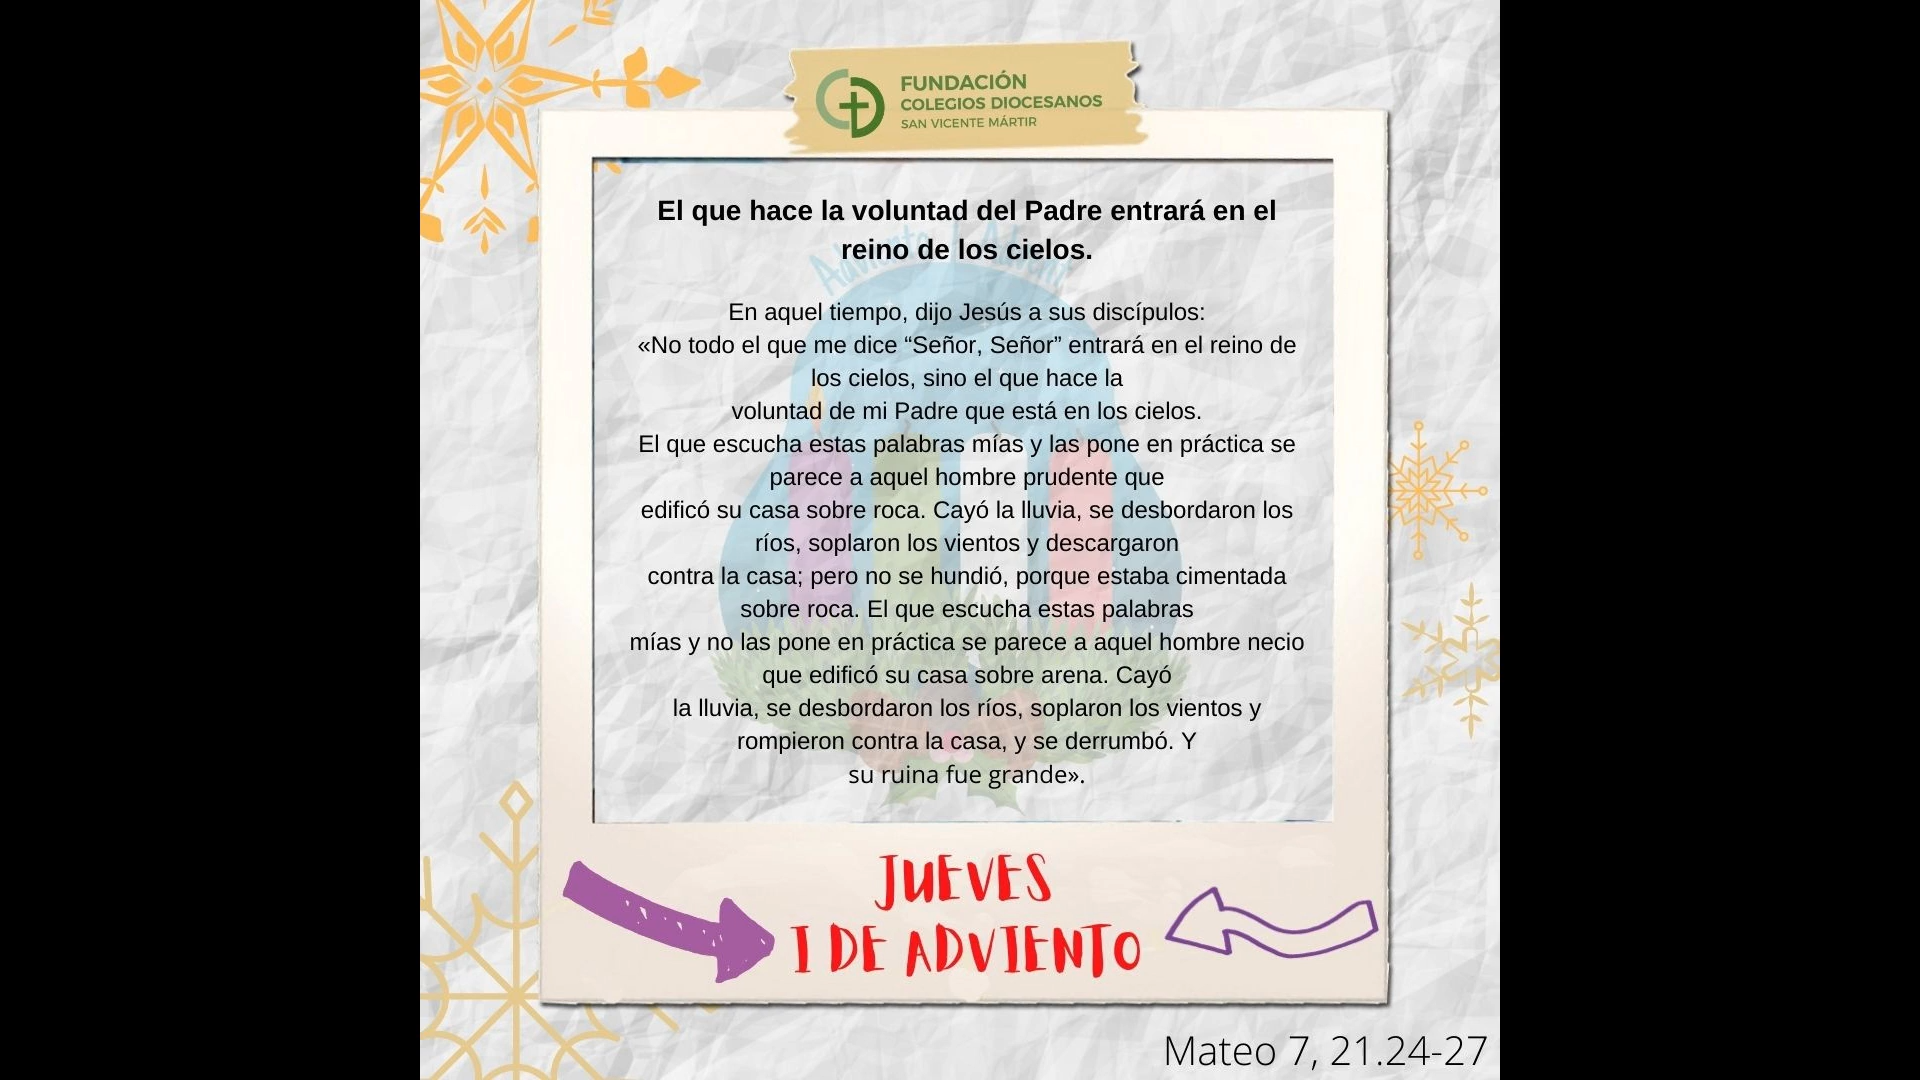 FUNDACIÓN
COLEGIOS DIOCESANOS
SAN VICENTE MÁRTIR
El que hace la voluntad del Padre entrará en el
reino de los cielos.
Adviento / Advent
En aquel tiempo, dijo Jesús a sus discípulos:
«No todo el que me dice “Señor, Señor” entrará en el reino de
los cielos, sino el que hace la
voluntad de mi Padre que está en los cielos.
El que escucha estas palabras mías y las pone en práctica se
parece a aquel hombre prudente que
edificó su casa sobre roca. Cayó la lluvia, se desbordaron los
ríos, soplaron los vientos y descargaron
contra la casa; pero no se hundió, porque estaba cimentada
sobre roca. El que escucha estas palabras
mías y no las pone en práctica se parece a aquel hombre necio
que edificó su casa sobre arena. Cayó
la lluvia, se desbordaron los ríos, soplaron los vientos y
rompieron contra la casa, y se derrumbó. Y
su ruina fue grande».
JUEVES
I DE ADVIENTO
Mateo 7, 21.24-27